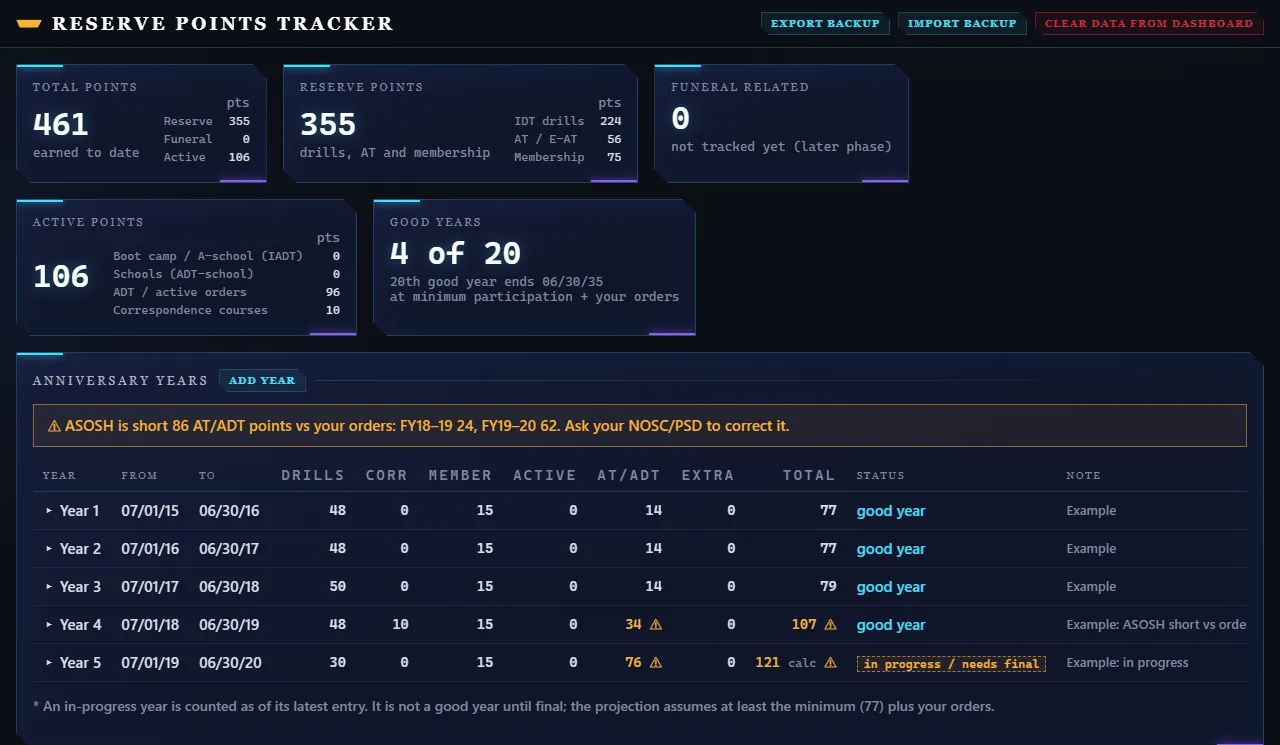 RESERVE POINTS TRACKER
EXPORT BACKUP
IMPORT BACKUP
CLEAR DATA FROM DASHBOARD
TOTAL POINTS
461
earned to date
pts
Reserve 355
Funeral 0
Active 106
RESERVE POINTS
355
drills, AT and membership
pts
IDT drills 224
AT / E-AT 56
Membership 75
FUNERAL RELATED
0
not tracked yet (later phase)
ACTIVE POINTS
106
pts
Boot camp / A-school (IADT) 0
Schools (ADT-school) 0
ADT / active orders 96
Correspondence courses 10
GOOD YEARS
4 of 20
20th good year ends 06/30/35
at minimum participation + your orders
ANNIVERSARY YEARS
ADD YEAR
⚠ ASOSH is short 86 AT/ADT points vs your orders: FY18–19 24, FY19–20 62. Ask your NOSC/PSD to correct it.
YEAR FROM TO DRILLS CORR MEMBER ACTIVE AT/ADT EXTRA TOTAL STATUS NOTE
▸ Year 1 07/01/15 06/30/16 48 0 15 0 14 0 77 good year Example
▸ Year 2 07/01/16 06/30/17 48 0 15 0 14 0 77 good year Example
▸ Year 3 07/01/17 06/30/18 50 0 15 0 14 0 79 good year Example
▸ Year 4 07/01/18 06/30/19 48 10 15 0 34 ⚠ 0 107 ⚠ good year Example: ASOSH short vs orde
▸ Year 5 07/01/19 06/30/20 30 0 15 0 76 ⚠ 0 121 calc ⚠ in progress / needs final Example: in progress
* An in-progress year is counted as of its latest entry. It is not a good year until final; the projection assumes at least the minimum (77) plus your orders.